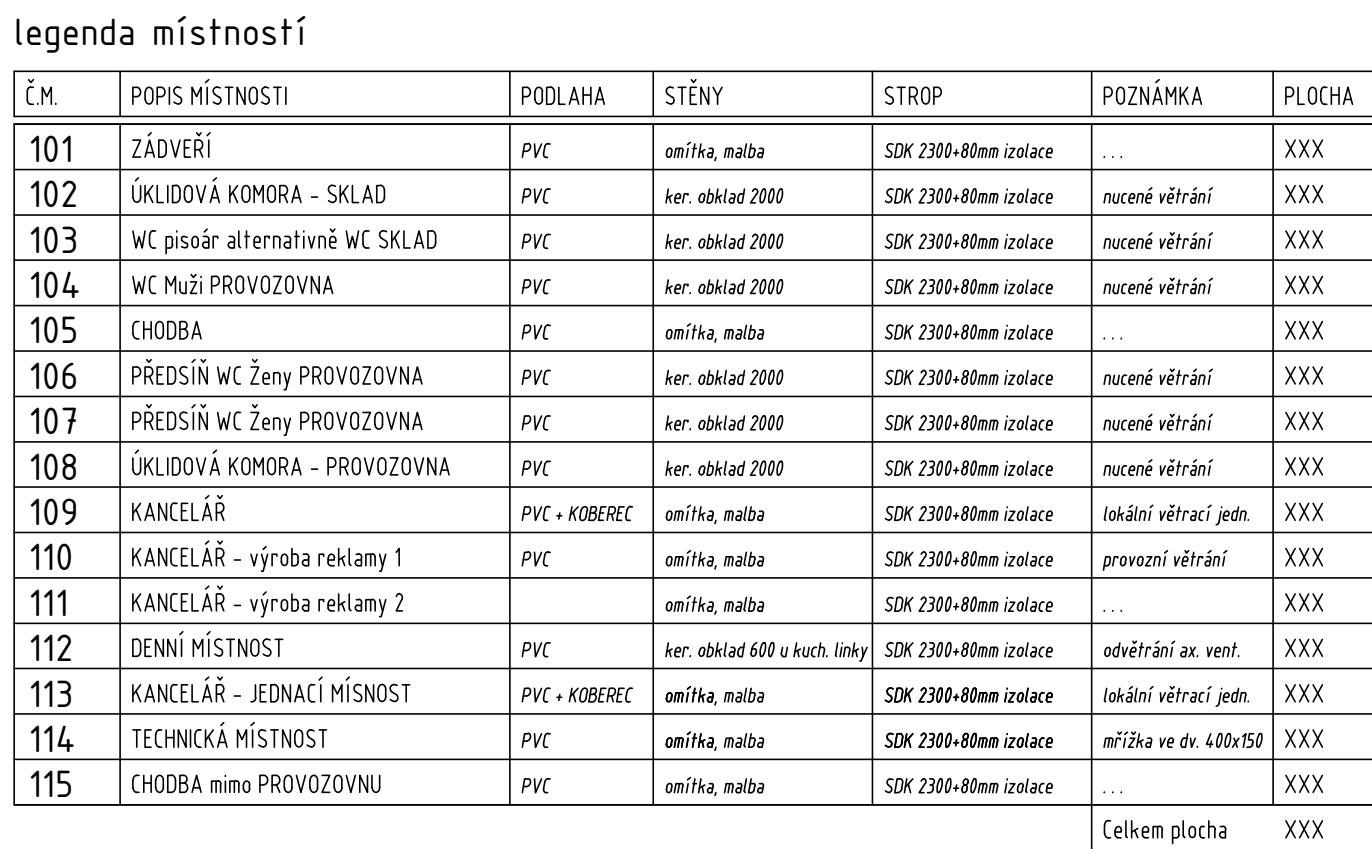 legenda místností
Č.M. POPIS MÍSTNOSTI PODLAHA STĚNY STROP POZNÁMKA PLOCHA
101 ZÁDVEŘÍ PVC omítka, malba SDK 2300+80mm izolace ... XXX
102 ÚKLIDOVÁ KOMORA - SKLAD PVC ker. obklad 2000 SDK 2300+80mm izolace nucené větrání XXX
103 WC pisoár alternativně WC SKLAD PVC ker. obklad 2000 SDK 2300+80mm izolace nucené větrání XXX
104 WC Muži PROVOZOVNA PVC ker. obklad 2000 SDK 2300+80mm izolace nucené větrání XXX
105 CHODBA PVC omítka, malba SDK 2300+80mm izolace ... XXX
106 PŘEDSÍŇ WC Ženy PROVOZOVNA PVC ker. obklad 2000 SDK 2300+80mm izolace nucené větrání XXX
107 PŘEDSÍŇ WC Ženy PROVOZOVNA PVC ker. obklad 2000 SDK 2300+80mm izolace nucené větrání XXX
108 ÚKLIDOVÁ KOMORA - PROVOZOVNA PVC ker. obklad 2000 SDK 2300+80mm izolace nucené větrání XXX
109 KANCELÁŘ PVC + KOBEREC omítka, malba SDK 2300+80mm izolace lokální větrací jedn. XXX
110 KANCELÁŘ - výroba reklamy 1 PVC omítka, malba SDK 2300+80mm izolace provozní větrání XXX
111 KANCELÁŘ - výroba reklamy 2 omítka, malba SDK 2300+80mm izolace ... XXX
112 DENNÍ MÍSTNOST PVC ker. obklad 600 u kuch. linky SDK 2300+80mm izolace odvětrání ax. vent. XXX
113 KANCELÁŘ - JEDNACÍ MÍSNOST PVC + KOBEREC omítka, malba SDK 2300+80mm izolace lokální větrací jedn. XXX
114 TECHNICKÁ MÍSTNOST PVC omítka, malba SDK 2300+80mm izolace mřížka ve dv. 400x150 XXX
115 CHODBA mimo PROVOZOVNU PVC omítka, malba SDK 2300+80mm izolace ... XXX
Celkem plocha XXX